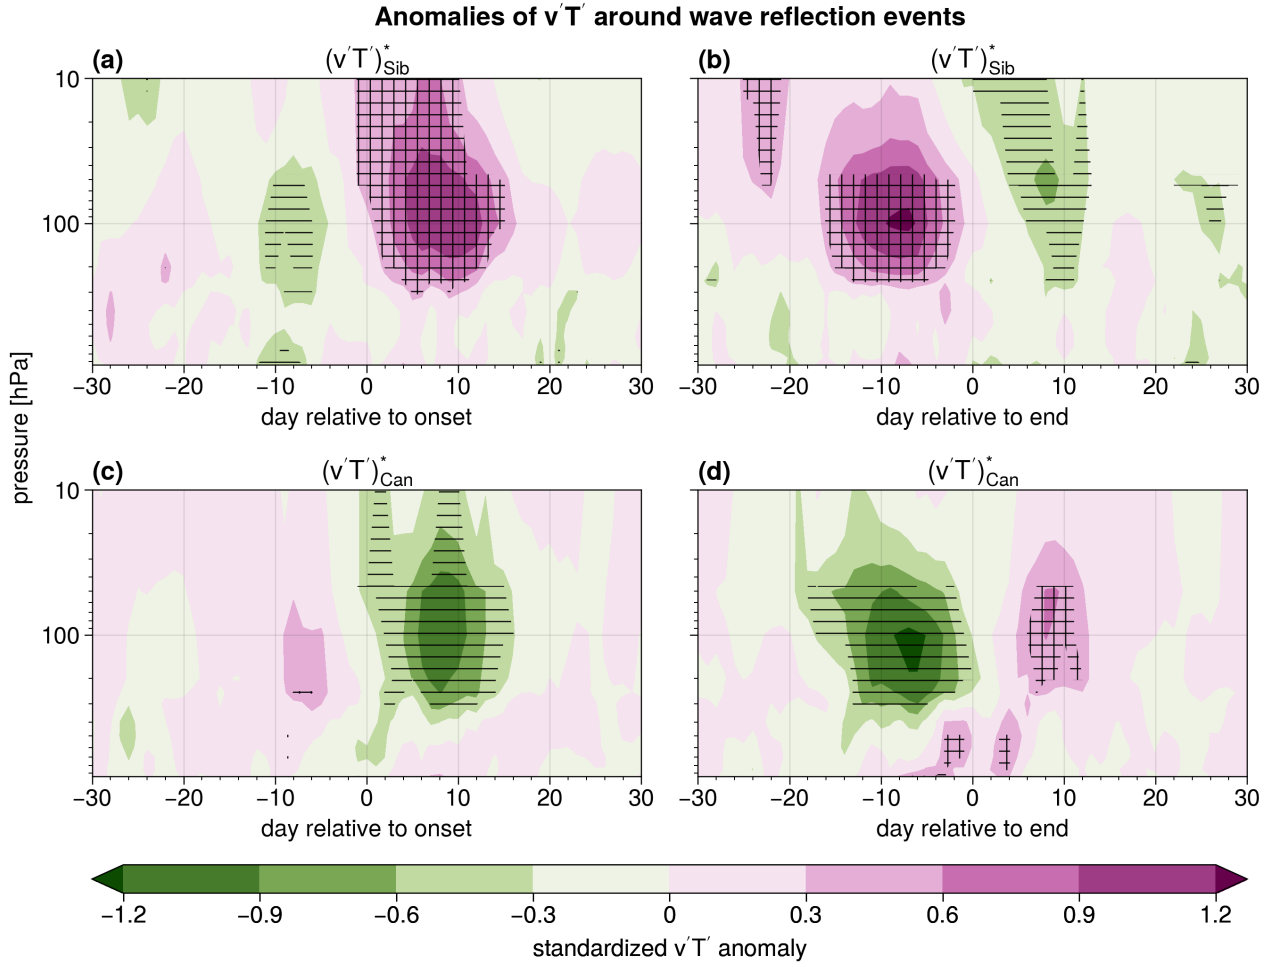 Anomalies of v′T′ around wave reflection events
(a) (v′T′)*Sib
(b) (v′T′)*Sib
10
100
−30 −20 −10 0 10 20 30
day relative to onset
−30 −20 −10 0 10 20 30
day relative to end
pressure [hPa]
(c) (v′T′)*Can
(d) (v′T′)*Can
10
100
−30 −20 −10 0 10 20 30
day relative to onset
−30 −20 −10 0 10 20 30
day relative to end
−1.2 −0.9 −0.6 −0.3 0 0.3 0.6 0.9 1.2
standardized v′T′ anomaly